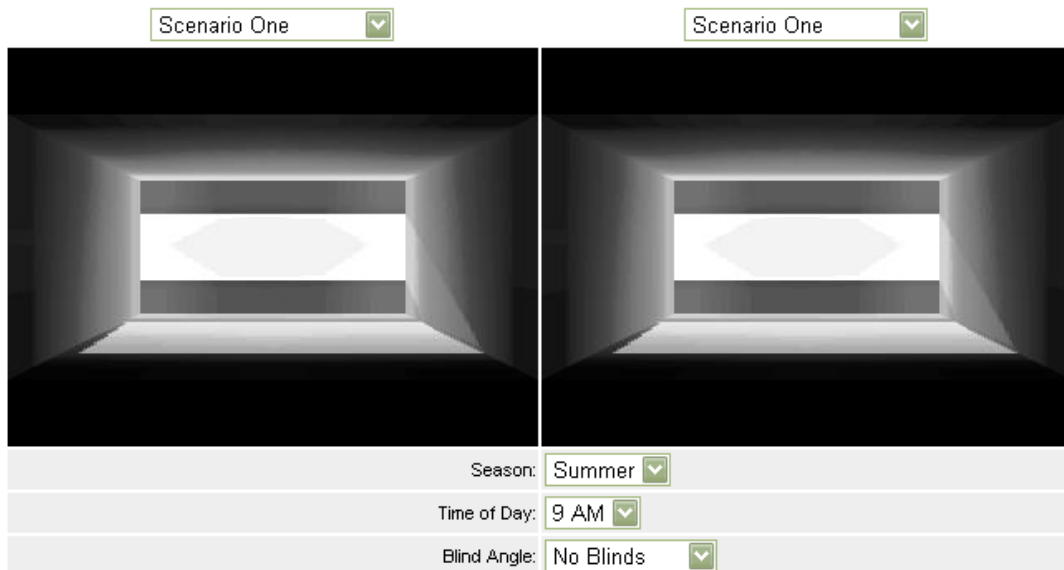 Scenario One
Scenario One
Season: Summer
Time of Day: 9 AM
Blind Angle: No Blinds